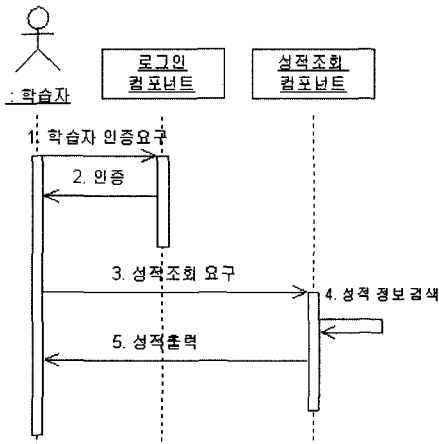 로그인
컴포넌트
성적조회
컴포넌트
: 학습자
1. 학습자 인증요구
2. 인증
3. 성적조회 요구
4. 성적 정보검색
5. 성적출력